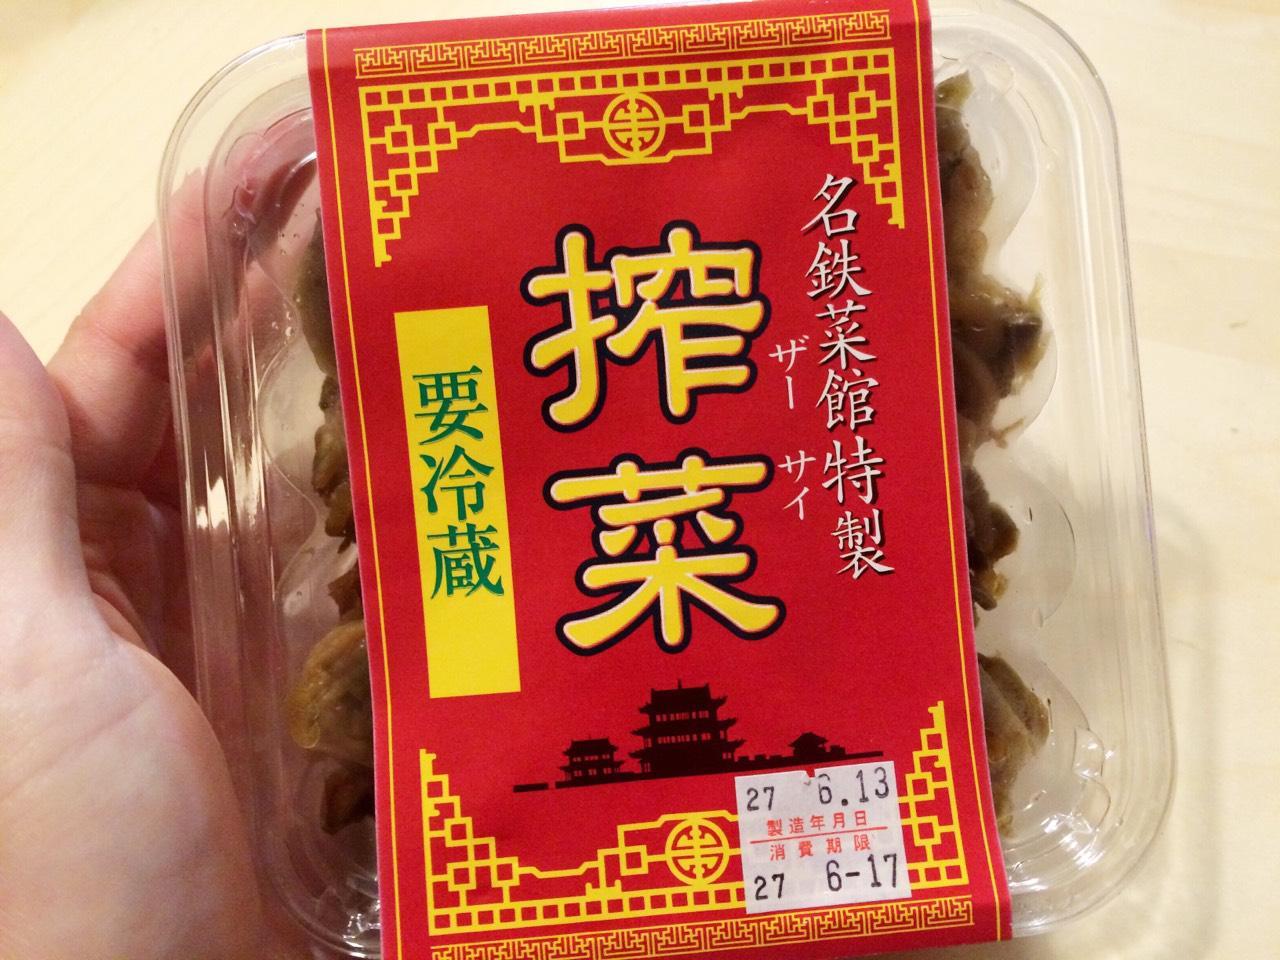 名鉄菜館特製
ザーサイ
搾菜
要冷蔵
27 6.13
製造年月日
消費期限
27 6-17